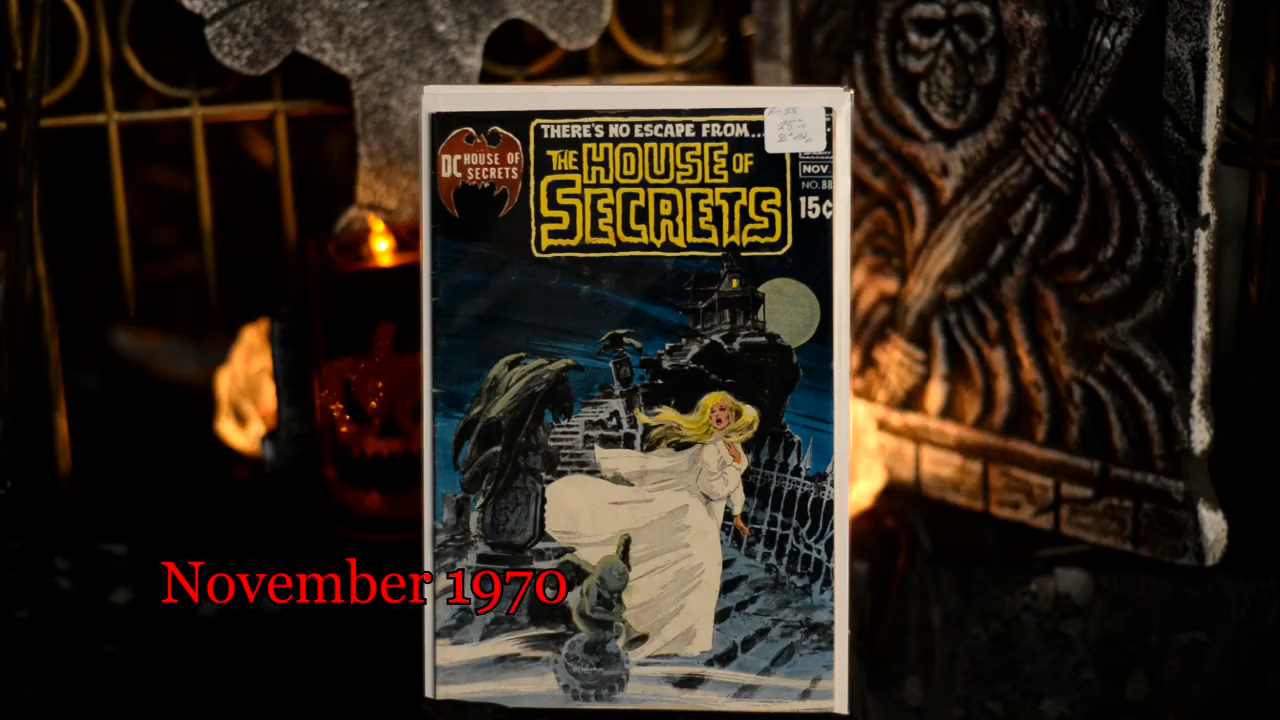 THERE'S NO ESCAPE FROM...
DC HOUSE OF
SECRETS
THE HOUSE OF
SECRETS
NOV.
NO. 88
15¢
November 1970